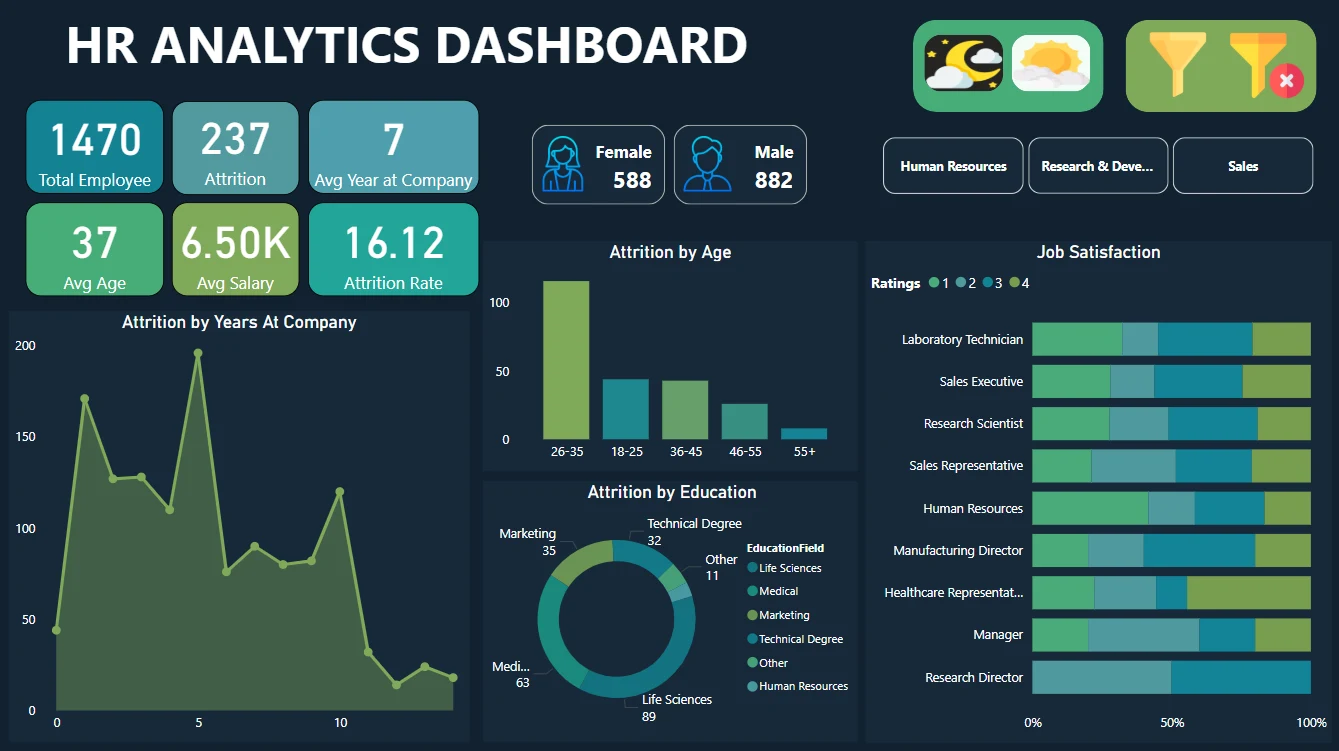 HR ANALYTICS DASHBOARD
1470
Total Employee
237
Attrition
7
Avg Year at Company
37
Avg Age
6.50K
Avg Salary
16.12
Attrition Rate
Female
588
Male
882
Human Resources
Research & Deve...
Sales
Attrition by Years At Company
200
150
100
50
0
0
5
10
Attrition by Age
100
50
0
26-35
18-25
36-45
46-55
55+
Attrition by Education
Technical Degree
32
Marketing
35
Other
11
Medi...
63
Life Sciences
89
EducationField
Life Sciences
Medical
Marketing
Technical Degree
Other
Human Resources
Job Satisfaction
Ratings 1 2 3 4
Laboratory Technician
Sales Executive
Research Scientist
Sales Representative
Human Resources
Manufacturing Director
Healthcare Representat...
Manager
Research Director
0%
50%
100%